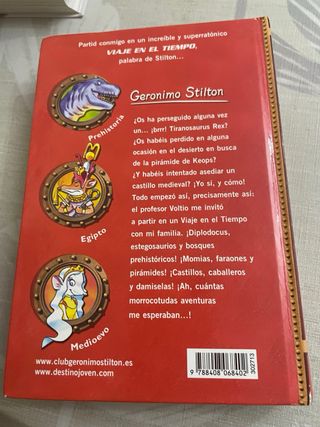 Partid conmigo en un increíble y superratónico
VIAJE EN EL TIEMPO,
palabra de Stilton...
Geronimo Stilton
Prehistoria
¿Os ha perseguido alguna vez
un... ¡brrr! Tiranosaurus Rex?
¿Os habéis perdido en alguna
ocasión en el desierto en busca
de la pirámide de Keops?
¿Y habéis intentado asediar un
castillo medieval? ¡Yo sí, y cómo!
Todo empezó así, precisamente así:
el profesor Voltio me invitó
a partir en un Viaje en el Tiempo
con mi familia. ¡Diplodocus,
estegosaurios y bosques
prehistóricos! ¡Momias, faraones y
pirámides! ¡Castillos, caballeros
y damiselas! ¡Ah, cuántas
morrocotudas aventuras
me esperaban...!
Egipto
Medioevo
www.clubgeronimostilton.es
www.destinojoven.com
9 788408 068402
302713